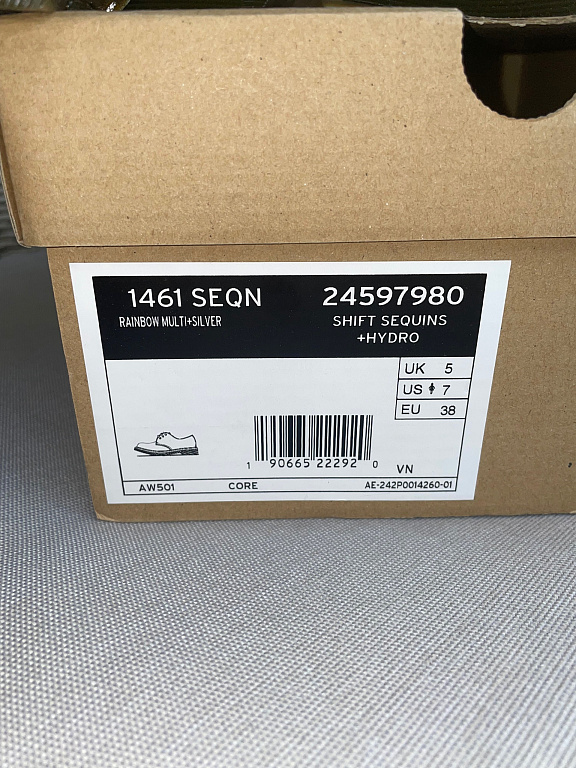 1461 SEQN 24597980
RAINBOW MULTI+SILVER SHIFT SEQUINS
+HYDRO
UK 5
US 7
EU 38
1 90665 22292 0 VN
AW501 CORE AE-242P0014260-01